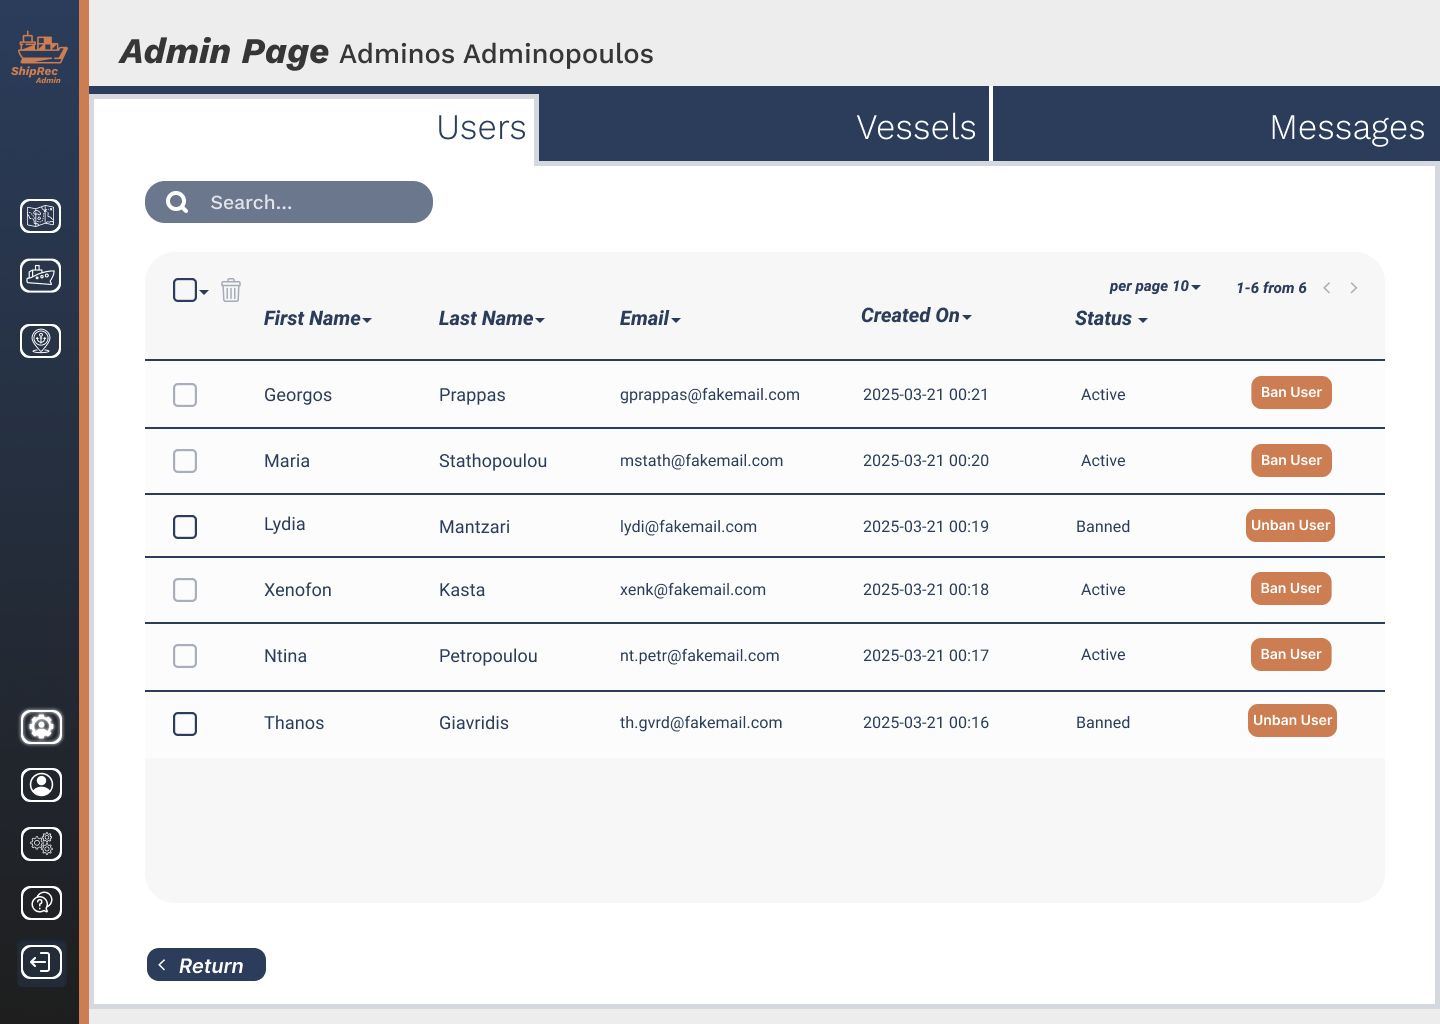 ShipRec
Admin
Admin Page Adminos Adminopoulos
Users Vessels Messages
Search...
per page 10 1-6 from 6
First Name Last Name Email Created On Status
Georgos Prappas gprappas@fakemail.com 2025-03-21 00:21 Active Ban User
Maria Stathopoulou mstath@fakemail.com 2025-03-21 00:20 Active Ban User
Lydia Mantzari lydi@fakemail.com 2025-03-21 00:19 Banned Unban User
Xenofon Kasta xenk@fakemail.com 2025-03-21 00:18 Active Ban User
Ntina Petropoulou nt.petr@fakemail.com 2025-03-21 00:17 Active Ban User
Thanos Giavridis th.gvrd@fakemail.com 2025-03-21 00:16 Banned Unban User
< Return